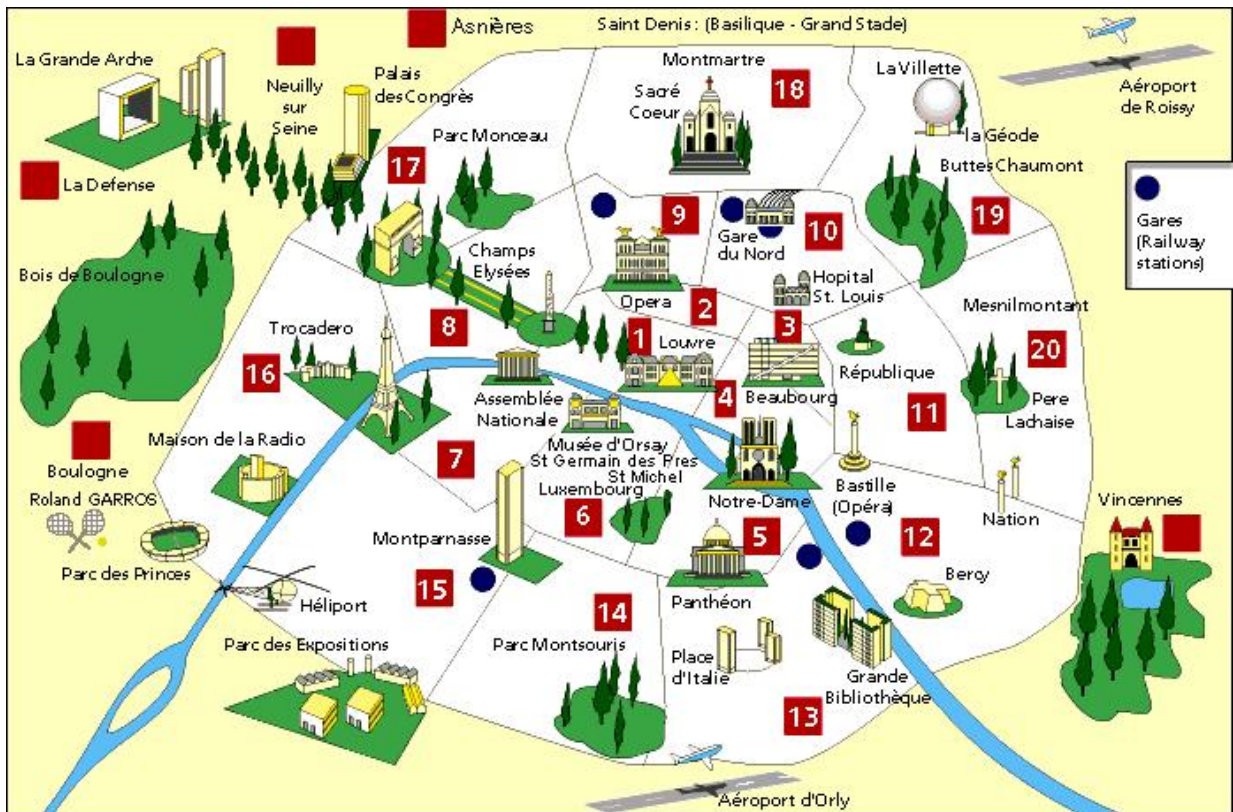 Asnières
Saint Denis : (Basilique - Grand Stade)
La Grande Arche
Neuilly
sur
Seine
Palais
des Congrès
Montmartre
18
Sacré
Coeur
La Villette
Aéroport
de Roissy
la Géode
Parc Monceau
17
Buttes Chaumont
La Defense
9
10
19
Gares
(Railway
stations)
Gare
du Nord
Champs
Elysées
Bois de Boulogne
Opera
Hopital
St. Louis
2
Mesnilmontant
8
1
Louvre
3
20
Trocadero
16
République
Assemblée
Nationale
4
Beaubourg
11
Pere
Lachaise
Maison de la Radio
Musée d'Orsay
St Germain des Pres
St Michel
7
Boulogne
Luxembourg
Notre-Dame
Bastille
(Opéra)
Nation
Vincennes
Roland GARROS
6
Montparnasse
5
12
Parc des Princes
15
Bercy
Héliport
14
Panthéon
Parc des Expositions
Parc Montsouris
Place
d'Italie
Grande
Bibliothèque
13
Aéroport d'Orly